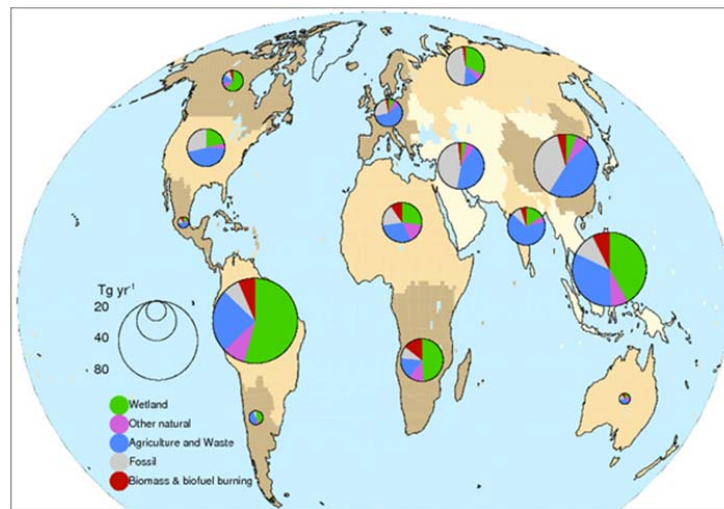 Tg yr⁻¹
20
40
80
Wetland
Other natural
Agriculture and Waste
Fossil
Biomass & biofuel burning